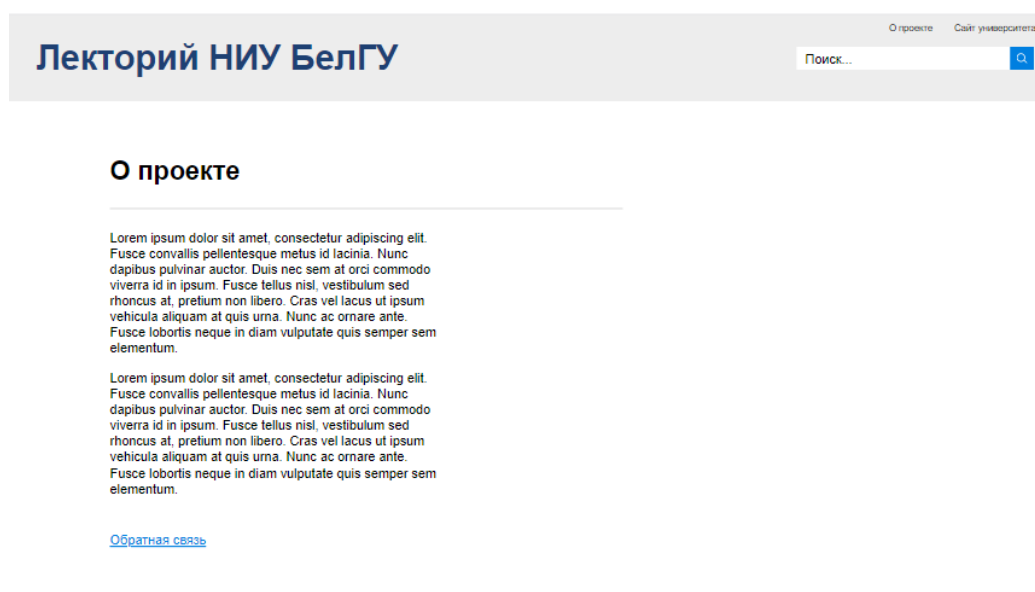 О проекте Сайт университета
Лекторий НИУ БелГУ
Поиск...
О проекте
Lorem ipsum dolor sit amet, consectetur adipiscing elit.
Fusce convallis pellentesque metus id lacinia. Nunc
dapibus pulvinar auctor. Duis nec sem at orci commodo
viverra id in ipsum. Fusce tellus nisl, vestibulum sed
rhoncus at, pretium non libero. Cras vel lacus ut ipsum
vehicula aliquam at quis urna. Nunc ac ornare ante.
Fusce lobortis neque in diam vulputate quis semper sem
elementum.
Lorem ipsum dolor sit amet, consectetur adipiscing elit.
Fusce convallis pellentesque metus id lacinia. Nunc
dapibus pulvinar auctor. Duis nec sem at orci commodo
viverra id in ipsum. Fusce tellus nisl, vestibulum sed
rhoncus at, pretium non libero. Cras vel lacus ut ipsum
vehicula aliquam at quis urna. Nunc ac ornare ante.
Fusce lobortis neque in diam vulputate quis semper sem
elementum.
Обратная связь